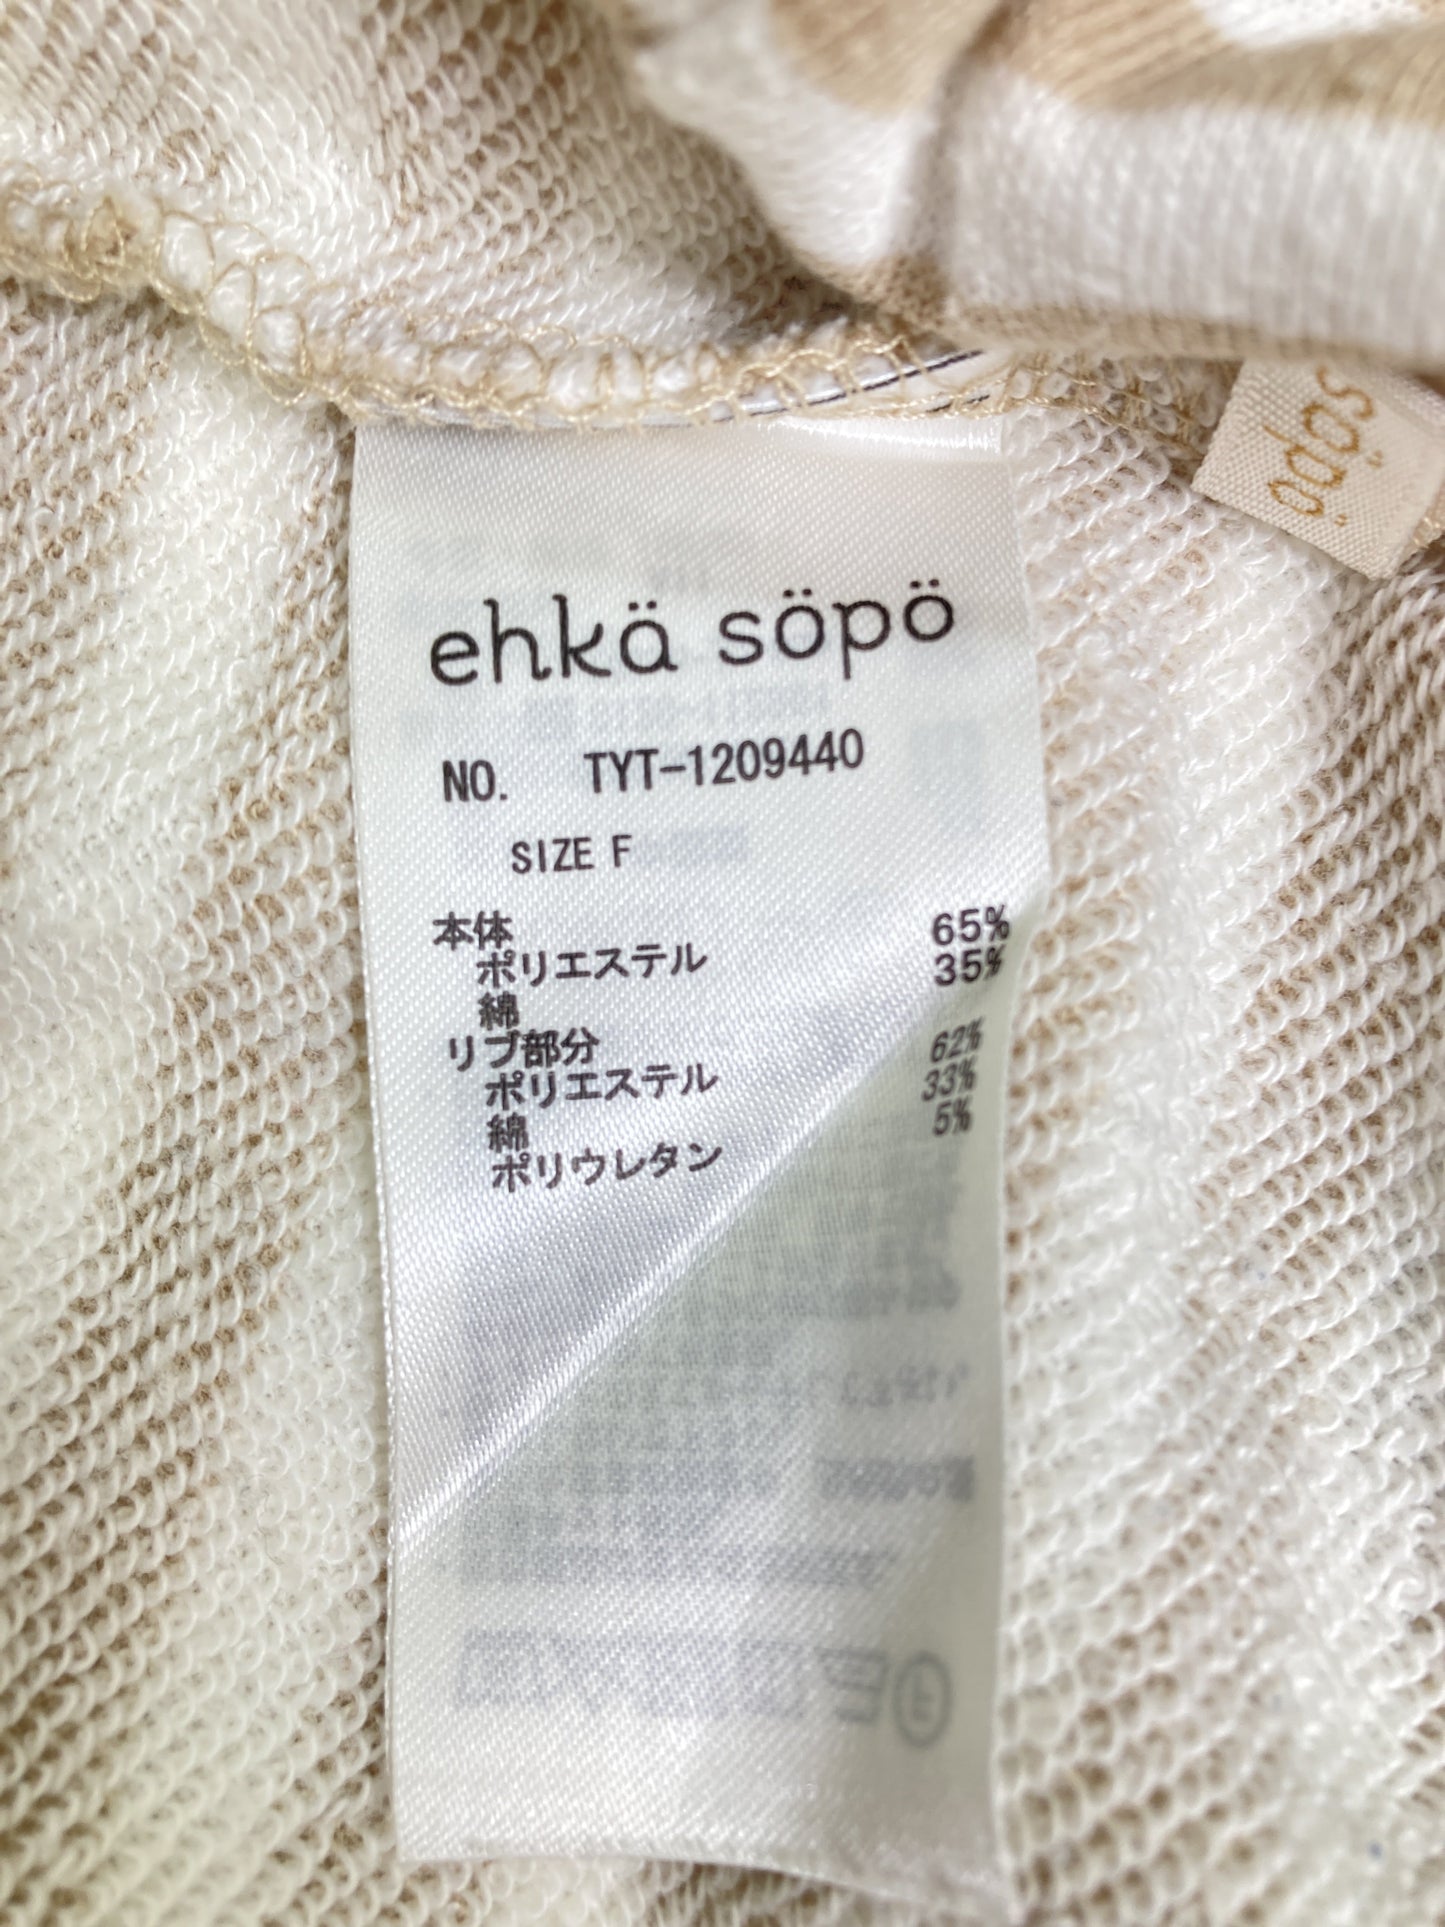 ehkä söpö
NO. TYT-1209440
SIZE F
本体
ポリエステル 65%
綿 35%
リブ部分
ポリエステル 62%
綿 33%
ポリウレタン 5%
söpö